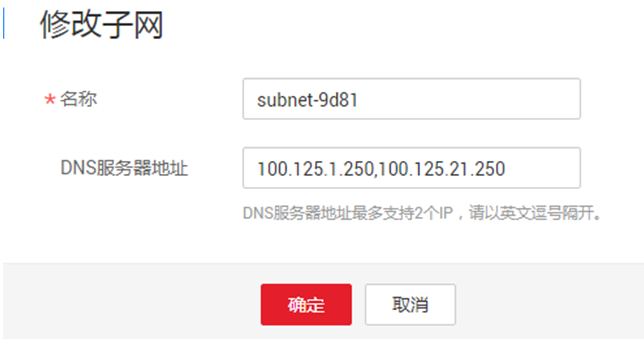 修改子网
* 名称 subnet-9d81
DNS服务器地址 100.125.1.250,100.125.21.250
DNS服务器地址最多支持2个IP，请以英文逗号隔开。
确定 取消